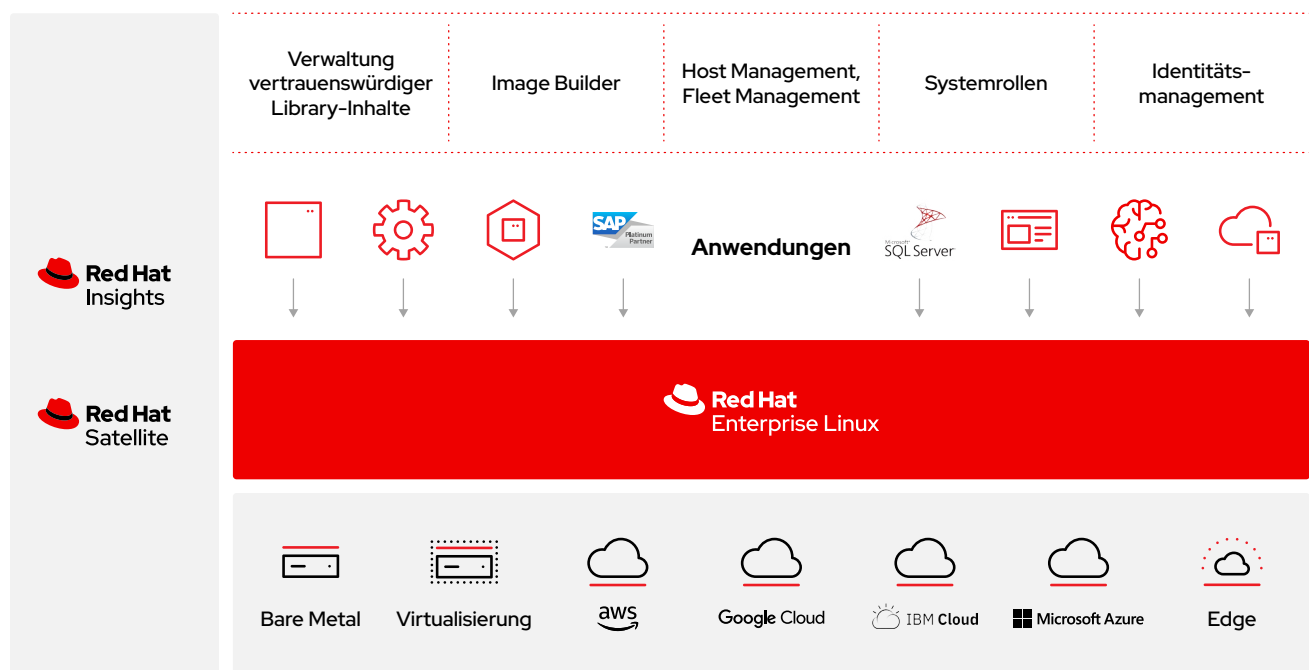 Verwaltung
vertrauenswürdiger
Library-Inhalte
Image Builder
Host Management,
Fleet Management
Systemrollen
Identitäts-
management
SAP
Platinum
Partner
Anwendungen
Microsoft
SQL Server
Red Hat
Insights
Red Hat
Satellite
Red Hat
Enterprise Linux
Bare Metal
Virtualisierung
aws
Google Cloud
IBM Cloud
Microsoft Azure
Edge